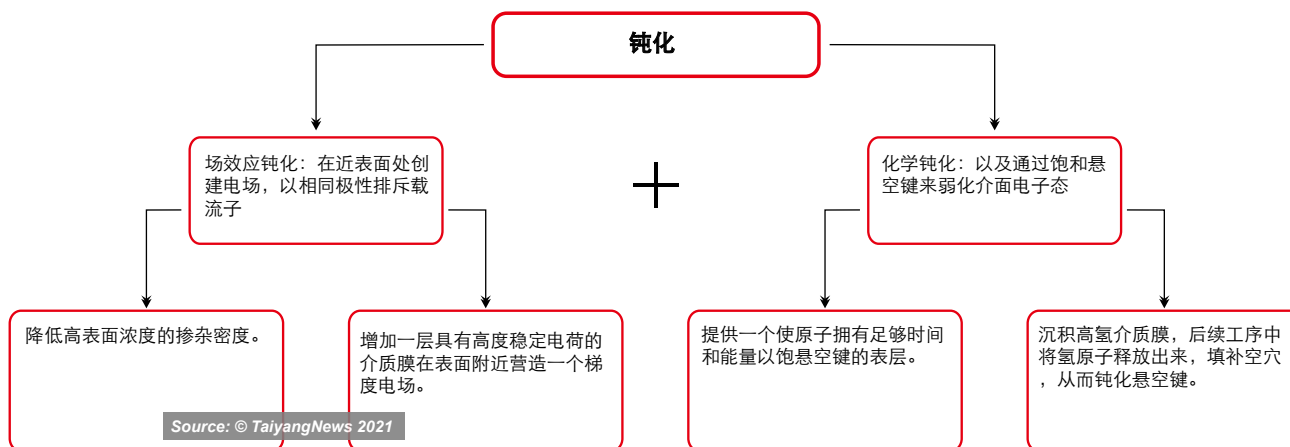 钝化
场效应钝化：在近表面处创
建电场，以相同极性排斥载
流子
化学钝化：以及通过饱和悬
空键来弱化介面电子态
降低高表面浓度的掺杂密度。
增加一层具有高度稳定电荷的
介质膜在表面附近营造一个梯
度电场。
提供一个使原子拥有足够时间
和能量以饱悬空键的表层。
沉积高氢介质膜，后续工序中
将氢原子释放出来，填补空穴
，从而钝化悬空键。
Source: © TaiyangNews 2021